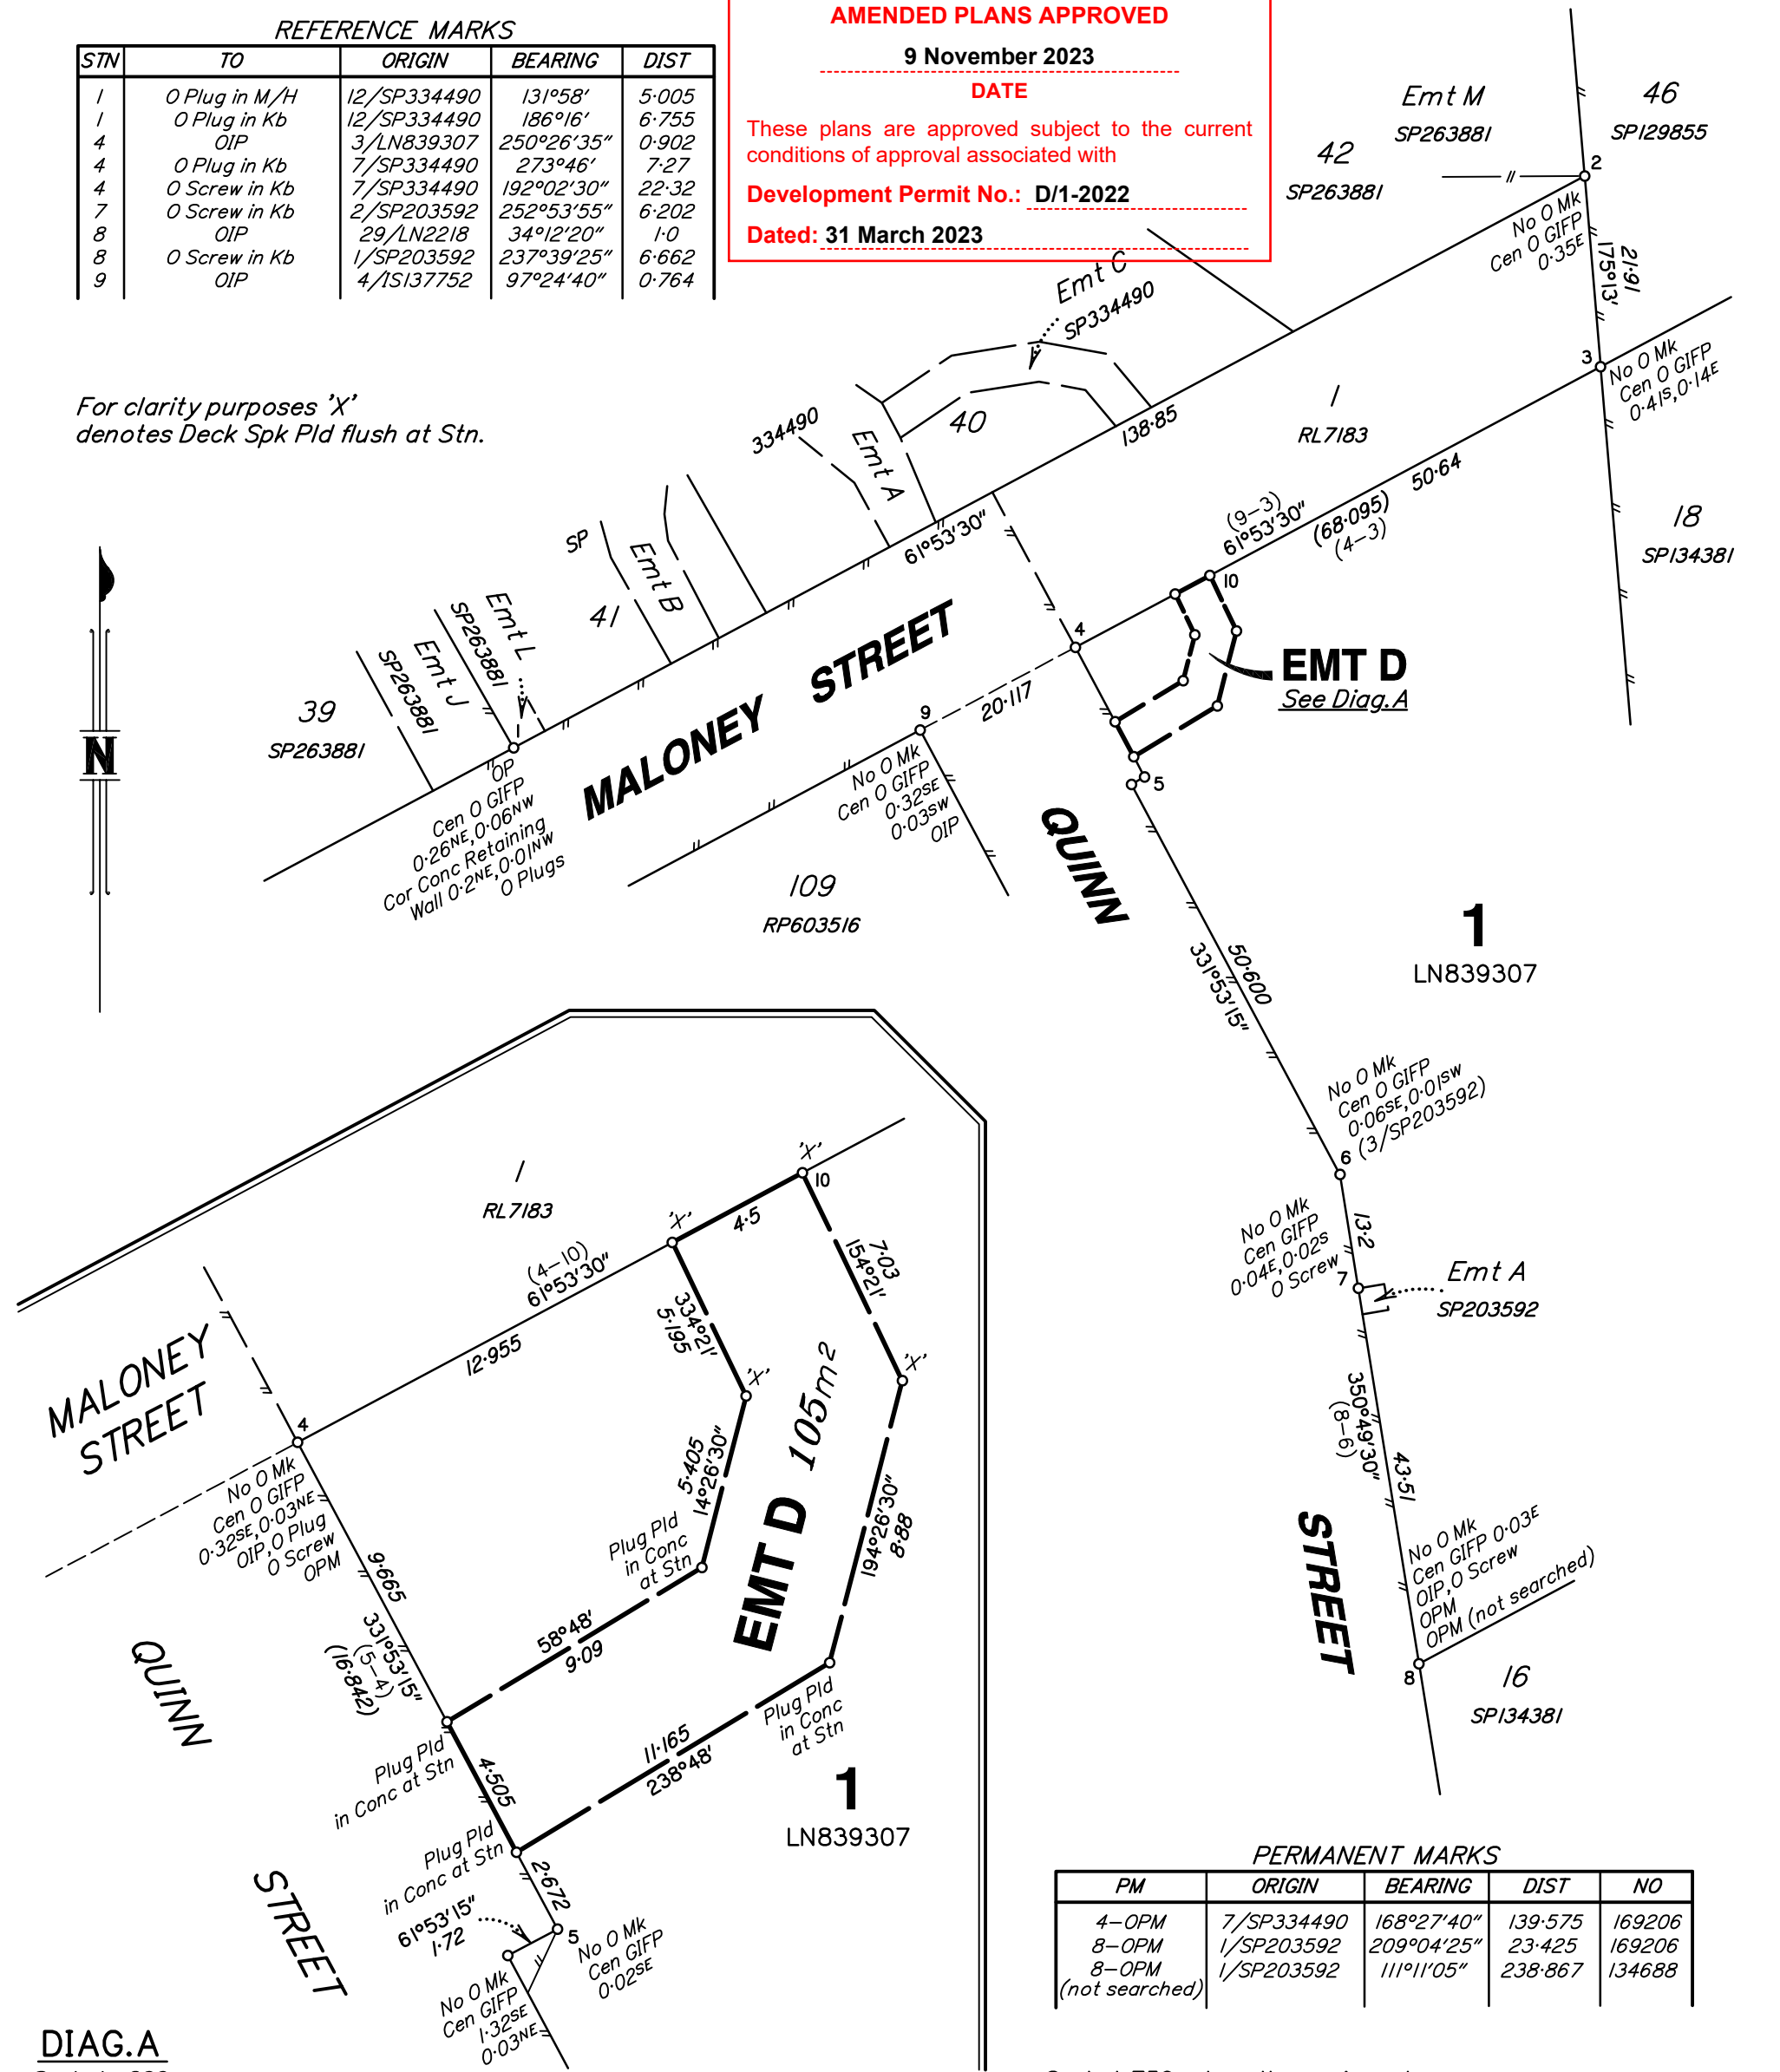 REFERENCE MARKS
STN TO ORIGIN BEARING DIST
1 O Plug in M/H 12/SP334490 131°58' 5·005
1 O Plug in Kb 12/SP334490 186°16' 6·755
4 OIP 3/LN839307 250°26'35" 0·902
4 O Plug in Kb 7/SP334490 273°46' 7·27
4 O Screw in Kb 7/SP334490 192°02'30" 22·32
7 O Screw in Kb 2/SP203592 252°53'55" 6·202
8 OIP 29/LN2218 34°12'20" 1·0
8 O Screw in Kb 1/SP203592 237°39'25" 6·662
9 OIP 4/IS137752 97°24'40" 0·764
AMENDED PLANS APPROVED
9 November 2023
DATE
These plans are approved subject to the current
conditions of approval associated with
Development Permit No.: D/1-2022
Dated: 31 March 2023
For clarity purposes 'X'
denotes Deck Spk Pld flush at Stn.
Emt M
SP263881
46
SP129855
42
SP263881
2
No O Mk
Cen O GIFP
0·35E
21·91
175°13'
Emt C
SP334490
3
No O Mk
Cen O GIFP
0·41S,0·14E
1
RL7183
138·85
40
334490
Emt A
61°53'30"
50·64
(9-3)
61°53'30"
(68·095)
(4-3)
18
SP134381
SP
Emt B
41
Emt L
SP263881
Emt J
SP263881
39
SP263881
N
OP
Cen O GIFP
0·26NE,0·06NW
Cor Conc Retaining
Wall 0·2NE,0·01NW
O Plugs
MALONEY STREET
4
10
EMT D
See Diag.A
20·117
9
No O Mk
Cen O GIFP
0·32SE
0·03SW
OIP
5
109
RP603516
QUINN
1
LN839307
50·600
331°53'15"
No O Mk
Cen O GIFP
0·06SE,0·01SW
(3/SP203592)
6
13·2
No O Mk
Cen GIFP
0·04E,0·02S
O Screw
7
Emt A
SP203592
350°49'30"
(8-6)
43·51
STREET
No O Mk
Cen GIFP 0·03E
OIP,O Screw
OPM
OPM (not searched)
8
16
SP134381
1
RL7183
'X'
10
'X'
4·5
(4-10)
61°53'30"
12·955
7·03
154°21'
334°21'
5·195
'X'
'X'
MALONEY
STREET
4
No O Mk
Cen O GIFP
0·32SE,0·03NE
OIP,O Plug
O Screw
OPM
5·405
14°26'30"
EMT D 105m²
194°26'30"
8·88
Plug Pld
in Conc
at Stn
9·665
331°53'15"
(5-4)
(16·842)
58°48'
9·09
QUINN
Plug Pld
in Conc at Stn
4·505
11·165
238°48'
Plug Pld
in Conc
at Stn
1
LN839307
Plug Pld
in Conc at Stn
2·672
61°53'15"
1·72
5
No O Mk
Cen GIFP
0·02SE
STREET
No O Mk
Cen GIFP
1·32SE
0·03NE
DIAG.A
PERMANENT MARKS
PM ORIGIN BEARING DIST NO
4-OPM 7/SP334490 168°27'40" 139·575 169206
8-OPM 1/SP203592 209°04'25" 23·425 169206
8-OPM 1/SP203592 111°11'05" 238·867 134688
(not searched)